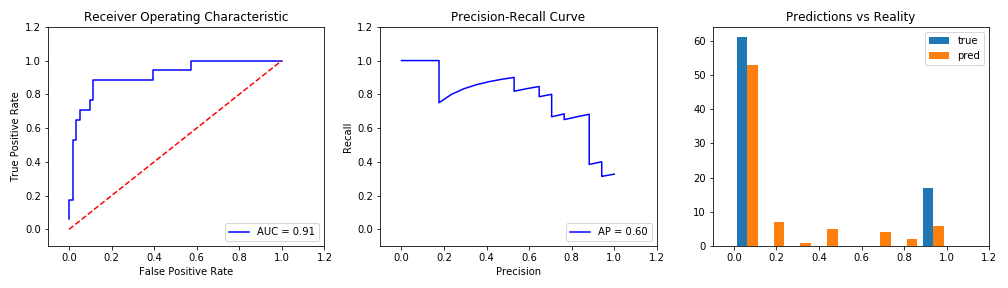 Receiver Operating Characteristic
1.2
1.0
0.8
0.6
0.4
0.2
0.0
True Positive Rate
AUC = 0.91
0.0 0.2 0.4 0.6 0.8 1.0 1.2
False Positive Rate
Precision-Recall Curve
1.2
1.0
0.8
0.6
0.4
0.2
0.0
Recall
AP = 0.60
0.0 0.2 0.4 0.6 0.8 1.0 1.2
Precision
Predictions vs Reality
true
pred
60
50
40
30
20
10
0
0.0 0.2 0.4 0.6 0.8 1.0 1.2